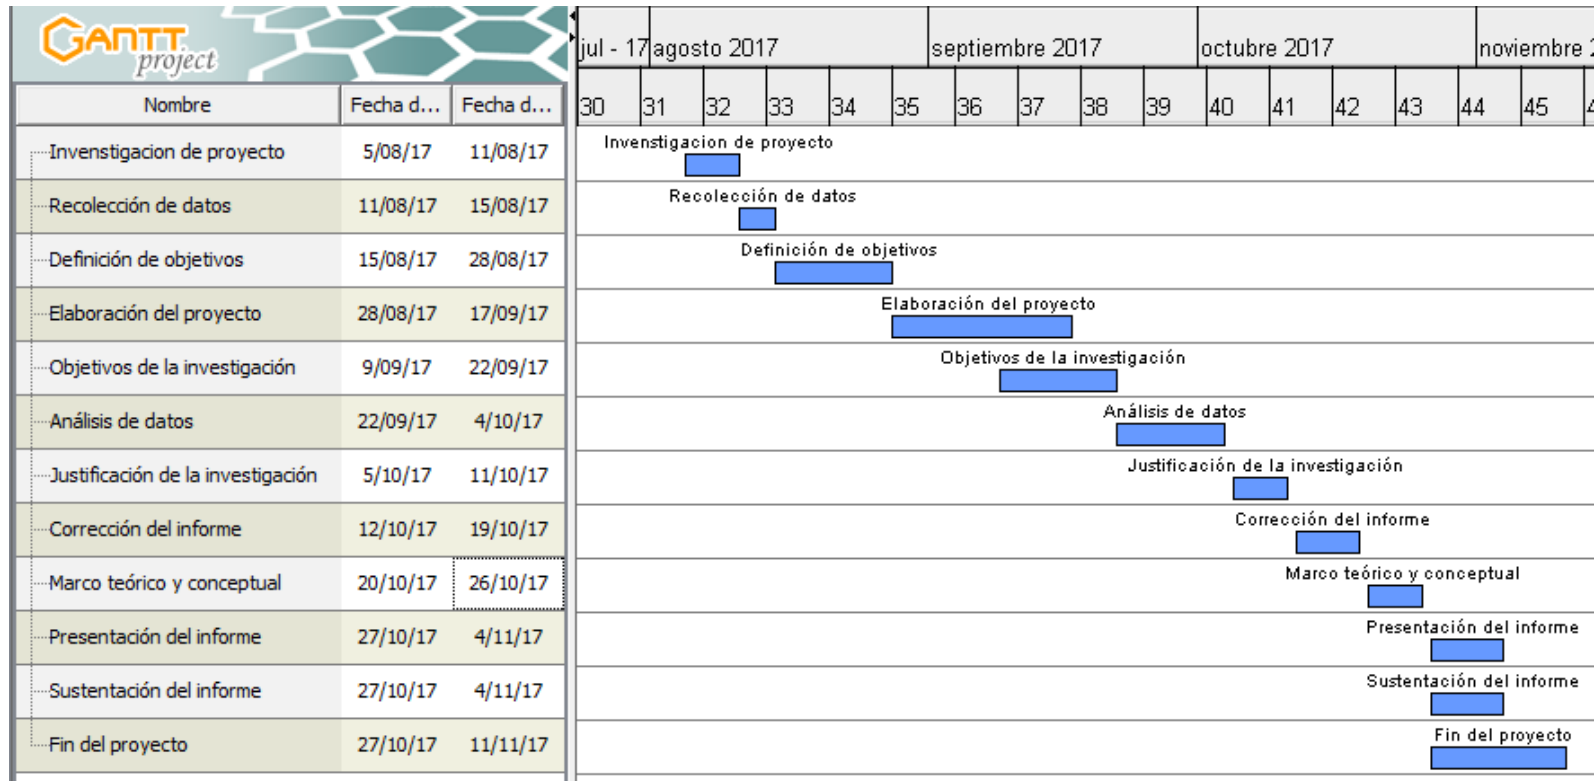 GANTT
project
jul - 17 agosto 2017 septiembre 2017 octubre 2017 noviembre
Nombre Fecha d... Fecha d... 30 31 32 33 34 35 36 37 38 39 40 41 42 43 44 45
Invenstigacion de proyecto 5/08/17 11/08/17 Invenstigacion de proyecto
Recolección de datos 11/08/17 15/08/17 Recolección de datos
Definición de objetivos 15/08/17 28/08/17 Definición de objetivos
Elaboración del proyecto 28/08/17 17/09/17 Elaboración del proyecto
Objetivos de la investigación 9/09/17 22/09/17 Objetivos de la investigación
Análisis de datos 22/09/17 4/10/17 Análisis de datos
Justificación de la investigación 5/10/17 11/10/17 Justificación de la investigación
Corrección del informe 12/10/17 19/10/17 Corrección del informe
Marco teórico y conceptual 20/10/17 26/10/17 Marco teórico y conceptual
Presentación del informe 27/10/17 4/11/17 Presentación del informe
Sustentación del informe 27/10/17 4/11/17 Sustentación del informe
Fin del proyecto 27/10/17 11/11/17 Fin del proyecto